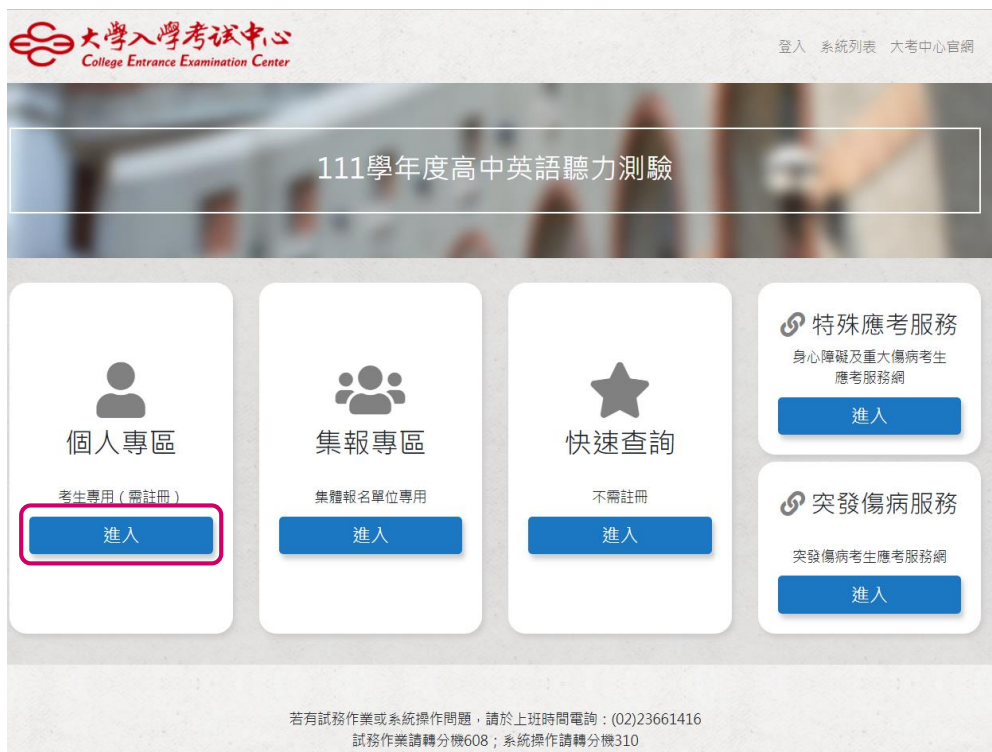 大學入學考試中心
College Entrance Examination Center
登入 系統列表 大考中心官網
111學年度高中英語聽力測驗
個人專區
考生專用(需註冊)
進入
集報專區
集體報名單位專用
進入
快速查詢
不需註冊
進入
特殊應考服務
身心障礙及重大傷病考生
應考服務網
進入
突發傷病服務
突發傷病考生應考服務網
進入
若有試務作業或系統操作問題,請於上班時間電詢:(02)23661416
試務作業請轉分機608;系統操作請轉分機310